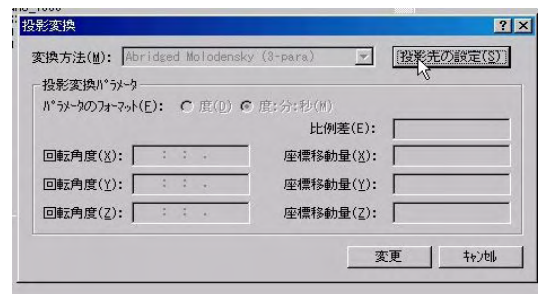 投影変換
変換方法(M): Abridged Molodensky (3-para) 投影先の設定(S)
投影変換ﾊﾟﾗﾒｰﾀ
ﾊﾟﾗﾒｰﾀのﾌｫｰﾏｯﾄ(F): 度(D) 度:分:秒(M)
比例差(E):
回転角度(X): : : . 座標移動量(X):
回転角度(Y): : : . 座標移動量(Y):
回転角度(Z): : : . 座標移動量(Z):
変更 ｷｬﾝｾﾙ